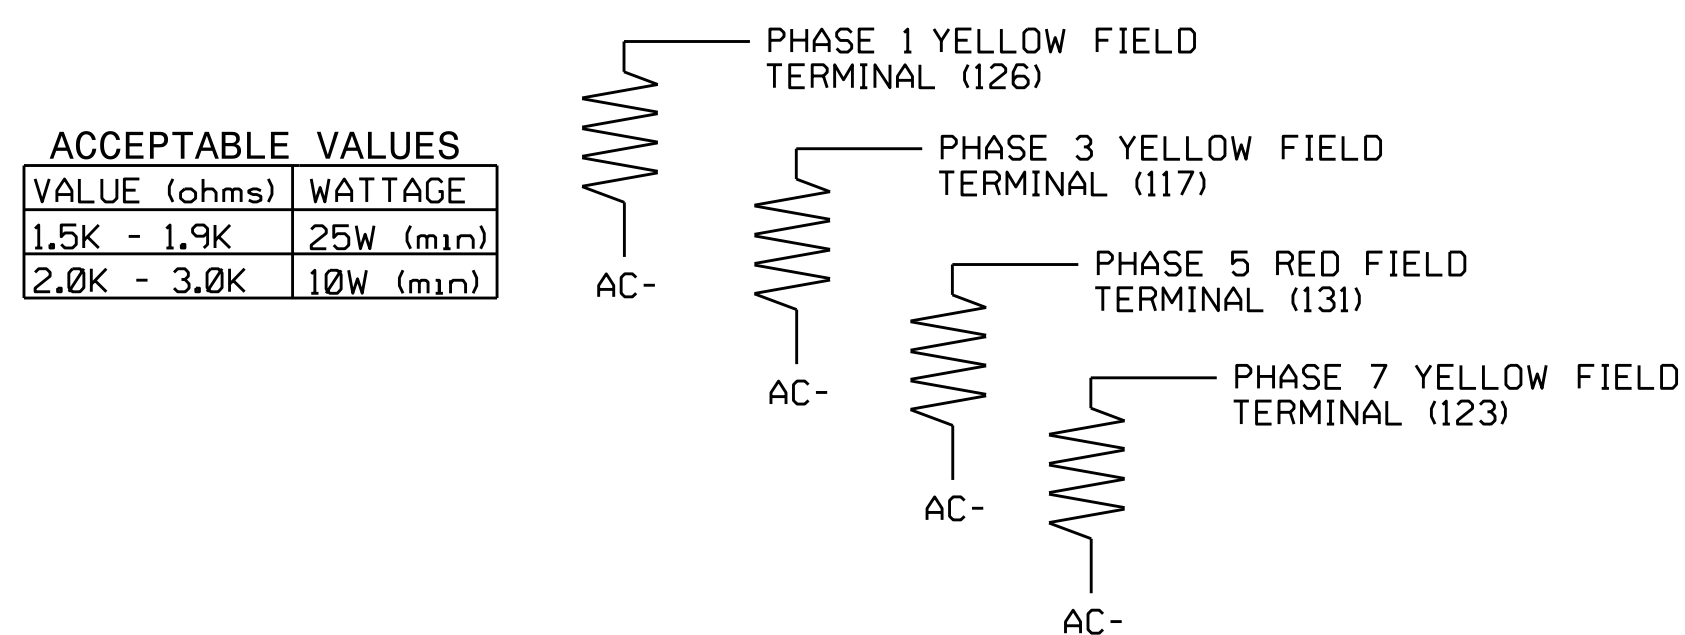 ACCEPTABLE VALUES
VALUE (ohms) WATTAGE
1.5K - 1.9K 25W (min)
2.0K - 3.0K 10W (min)
PHASE 1 YELLOW FIELD
TERMINAL (126)
AC-
PHASE 3 YELLOW FIELD
TERMINAL (117)
AC-
PHASE 5 RED FIELD
TERMINAL (131)
AC-
PHASE 7 YELLOW FIELD
TERMINAL (123)
AC-